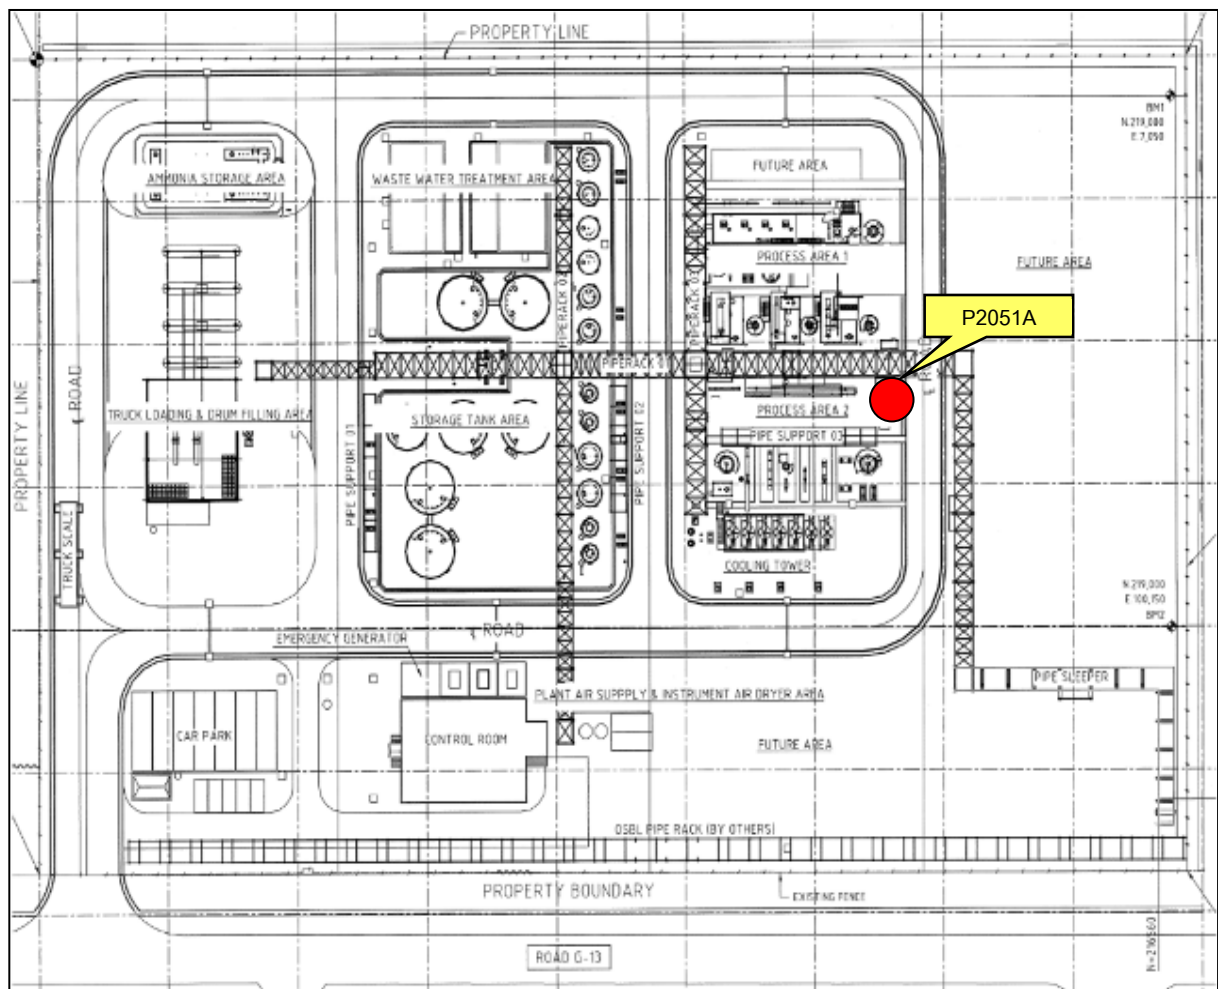 PROPERTY LINE
BM1
N.219,000
E.7,050
FUTURE AREA
AMMONIA STORAGE AREA
WASTE WATER TREATMENT AREA
PROCESS AREA 1
FUTURE AREA
PIPERACK 02
PIPERACK 03
P2051A
PIPERACK 01
ROAD
PROPERTY LINE
TRUCK LOADING & DRUM FILLING AREA
STORAGE TANK AREA
PROCESS AREA 2
PIPE SUPPORT 01
PIPE SUPPORT 02
PIPE SUPPORT 03
TRUCK SCALE
COOLING TOWER
N.219,000
E.100,150
BM2
EMERGENCY GENERATOR
ROAD
PLANT AIR SUPPPLY & INSTRUMENT AIR DRYER AREA
PIPE SLEEPER
CAR PARK
CONTROL ROOM
FUTURE AREA
OSBL PIPE RACK (BY OTHERS)
PROPERTY BOUNDARY
EXISTING FENCE
ROAD G-13
N=216560